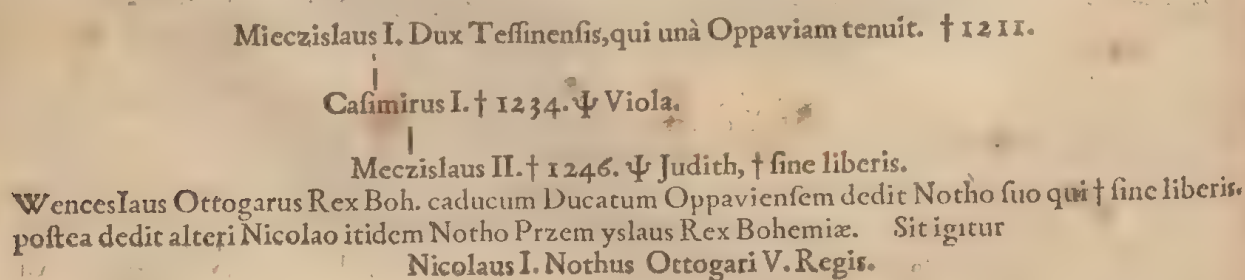 Mieczislaus I. Dux Teſſinenſis,qui unà Oppaviam tenuit. † 1211.
Caſimirus I. † 1234. Ψ Viola.
Meczislaus II. † 1246. Ψ Judith, † ſine liberis.
Wenceslaus Ottogarus Rex Boh. caducum Ducatum Oppavienſem dedit Notho ſuo qui † ſine liberis.
poſtea dedit alteri Nicolao itidem Notho Przem yslaus Rex Bohemiæ. Sit igitur
Nicolaus I. Nothus Ottogari V. Regis.